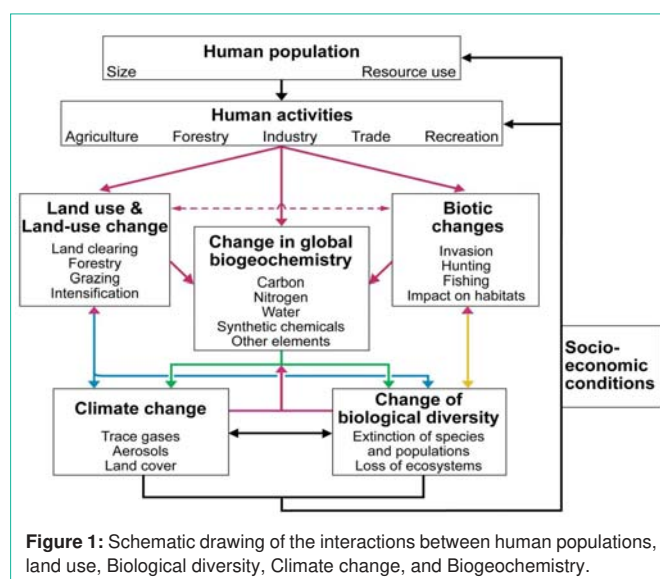 Human population
Size Resource use
Human activities
Agriculture Forestry Industry Trade Recreation
Land use &
Land-use change
Land clearing
Forestry
Grazing
Intensification
Change in global
biogeochemistry
Carbon
Nitrogen
Water
Synthetic chemicals
Other elements
Biotic
changes
Invasion
Hunting
Fishing
Impact on habitats
Socio-
economic
conditions
Climate change
Trace gases
Aerosols
Land cover
Change of
biological diversity
Extinction of species
and populations
Loss of ecosystems
Figure 1: Schematic drawing of the interactions between human populations,
land use, Biological diversity, Climate change, and Biogeochemistry.